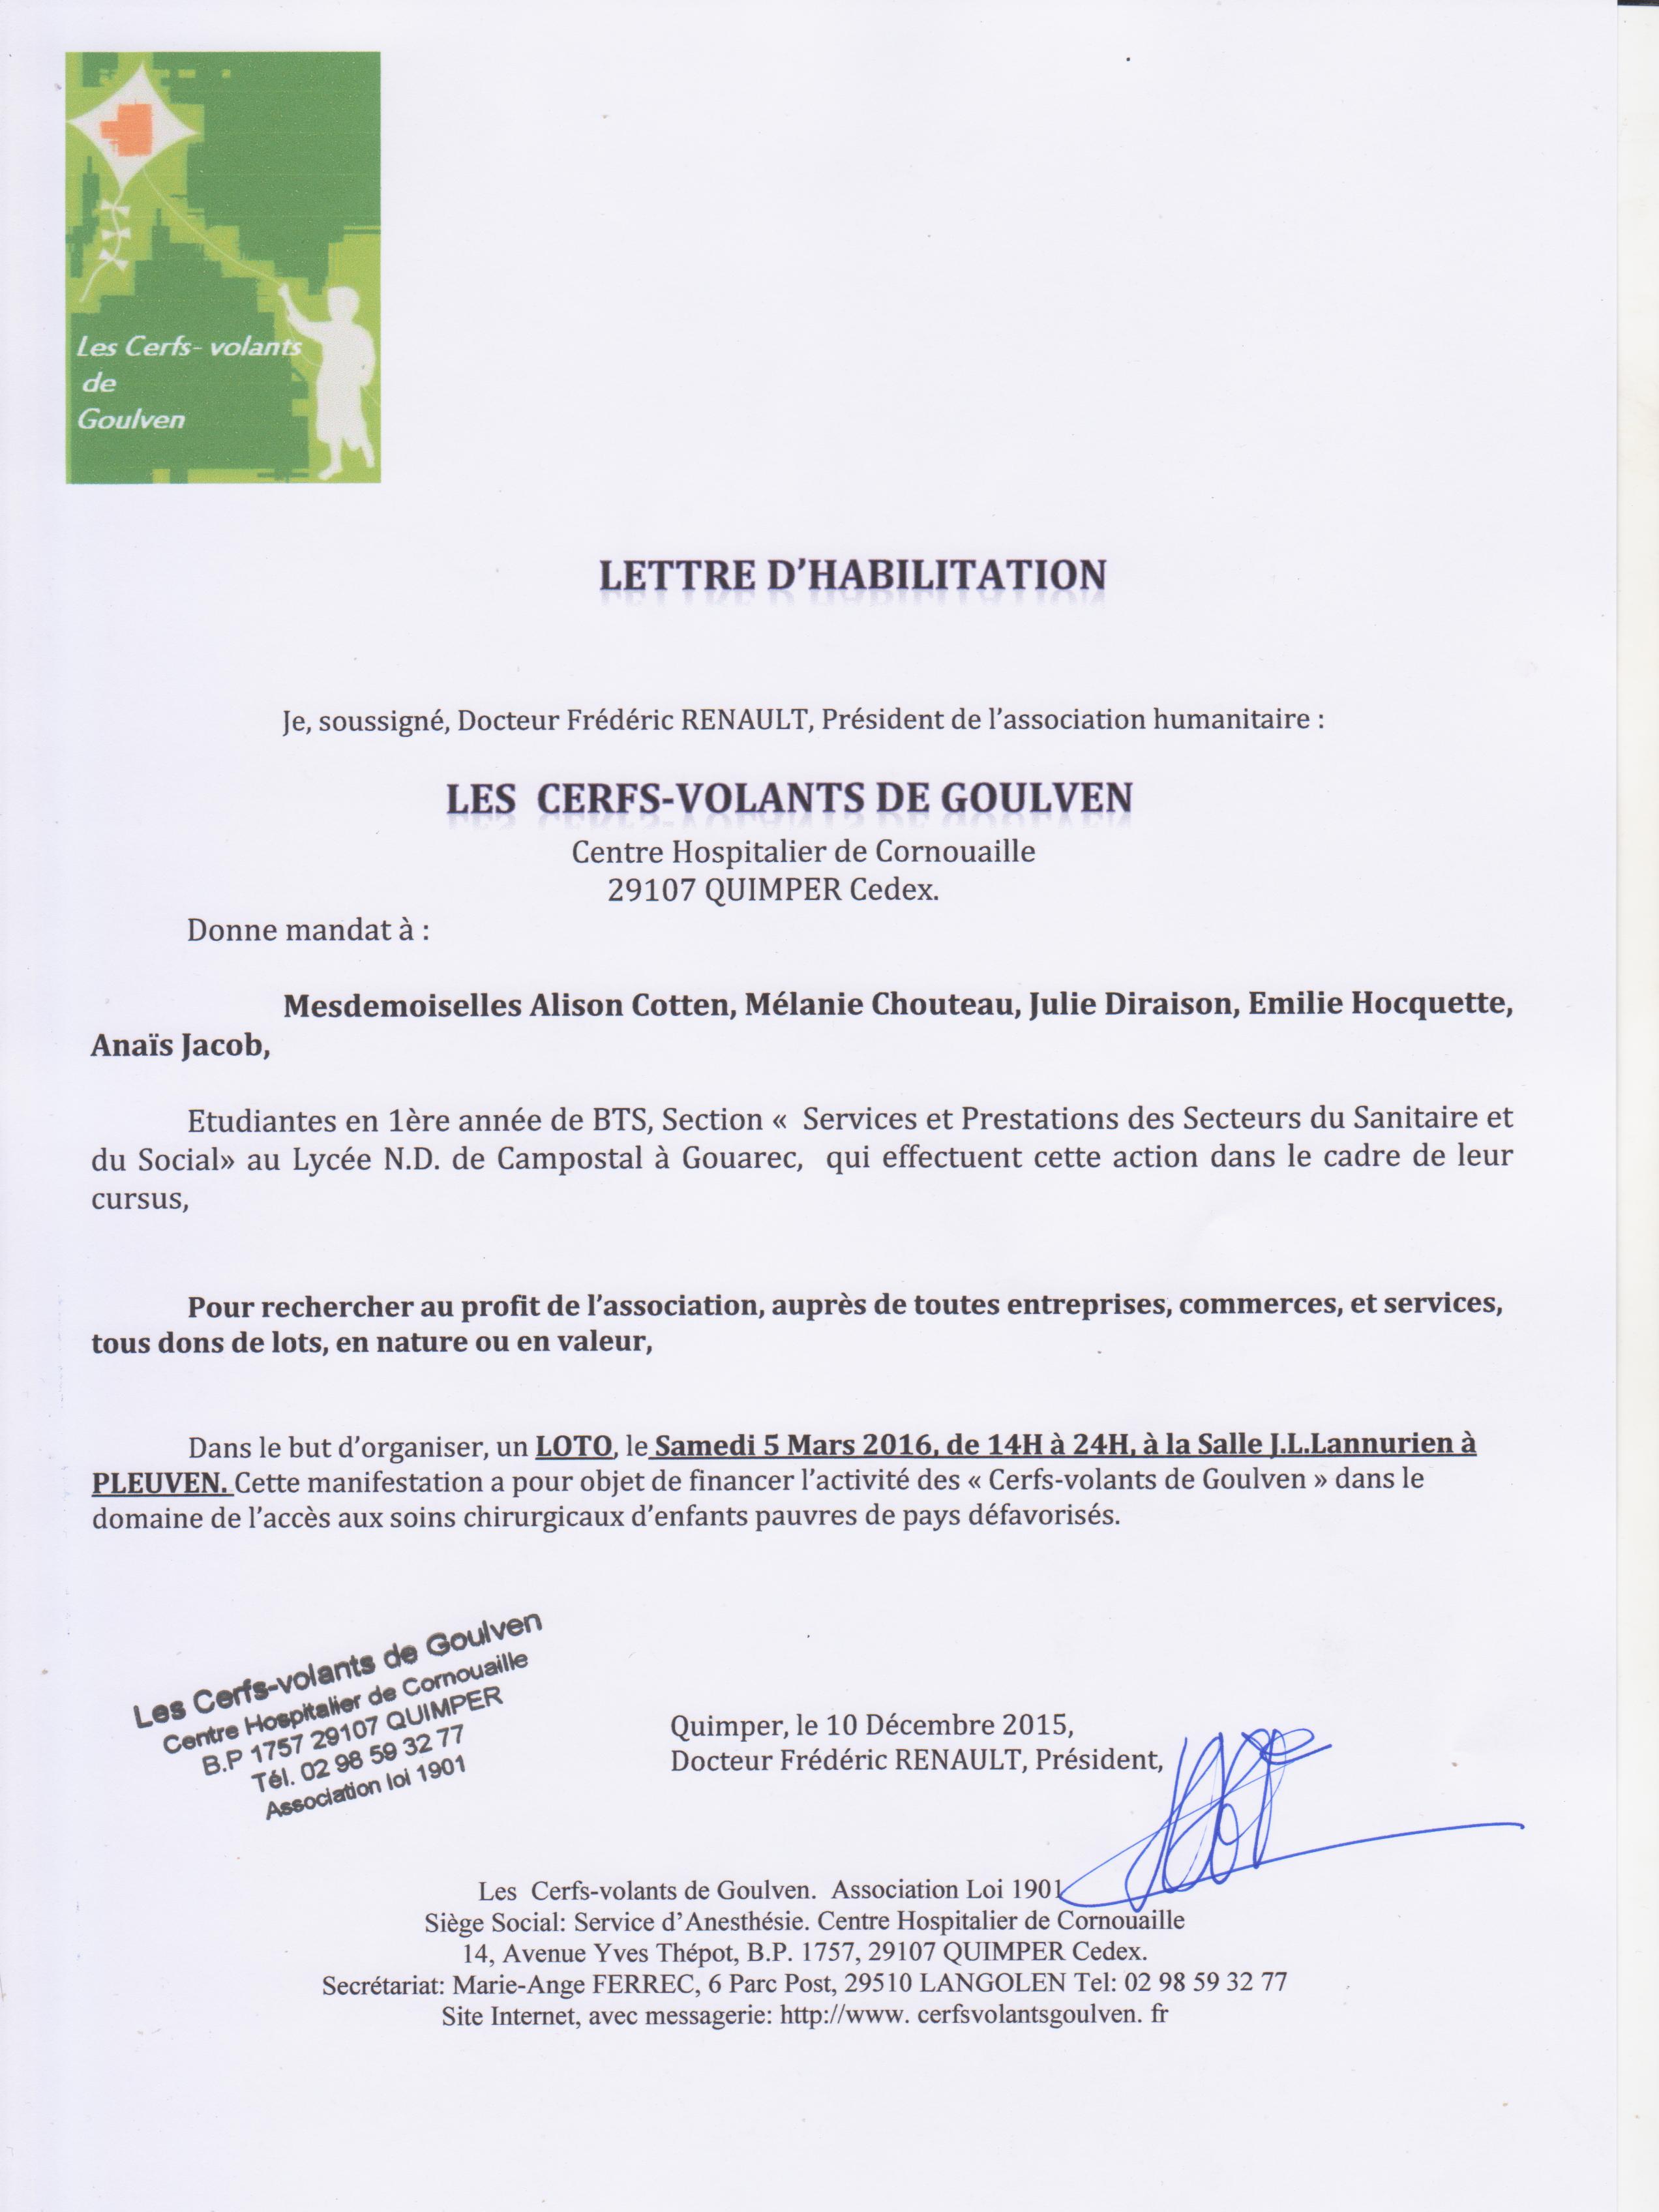 Les Cerfs- volants
de
Goulven
LETTRE D’HABILITATION
Je, soussigné, Docteur Frédéric RENAULT, Président de l’association humanitaire :
LES CERFS-VOLANTS DE GOULVEN
Centre Hospitalier de Cornouaille
29107 QUIMPER Cedex.
Donne mandat à :
Mesdemoiselles Alison Cotten, Mélanie Chouteau, Julie Diraison, Emilie Hocquette,
Anaïs Jacob,
Etudiantes en 1ère année de BTS, Section « Services et Prestations des Secteurs du Sanitaire et
du Social» au Lycée N.D. de Campostal à Gouarec, qui effectuent cette action dans le cadre de leur
cursus,
Pour rechercher au profit de l’association, auprès de toutes entreprises, commerces, et services,
tous dons de lots, en nature ou en valeur,
Dans le but d’organiser, un LOTO, le Samedi 5 Mars 2016, de 14H à 24H, à la Salle J.L.Lannurien à
PLEUVEN. Cette manifestation a pour objet de financer l’activité des « Cerfs-volants de Goulven » dans le
domaine de l’accès aux soins chirurgicaux d’enfants pauvres de pays défavorisés.
Les Cerfs-volants de Goulven
Centre Hospitalier de Cornouaille
B.P 1757 29107 QUIMPER
Tél. 02 98 59 32 77
Association loi 1901
Quimper, le 10 Décembre 2015,
Docteur Frédéric RENAULT, Président,
Les Cerfs-volants de Goulven. Association Loi 1901
Siège Social: Service d’Anesthésie. Centre Hospitalier de Cornouaille
14, Avenue Yves Thépot, B.P. 1757, 29107 QUIMPER Cedex.
Secrétariat: Marie-Ange FERREC, 6 Parc Post, 29510 LANGOLEN Tel: 02 98 59 32 77
Site Internet, avec messagerie: http://www. cerfsvolantsgoulven. fr